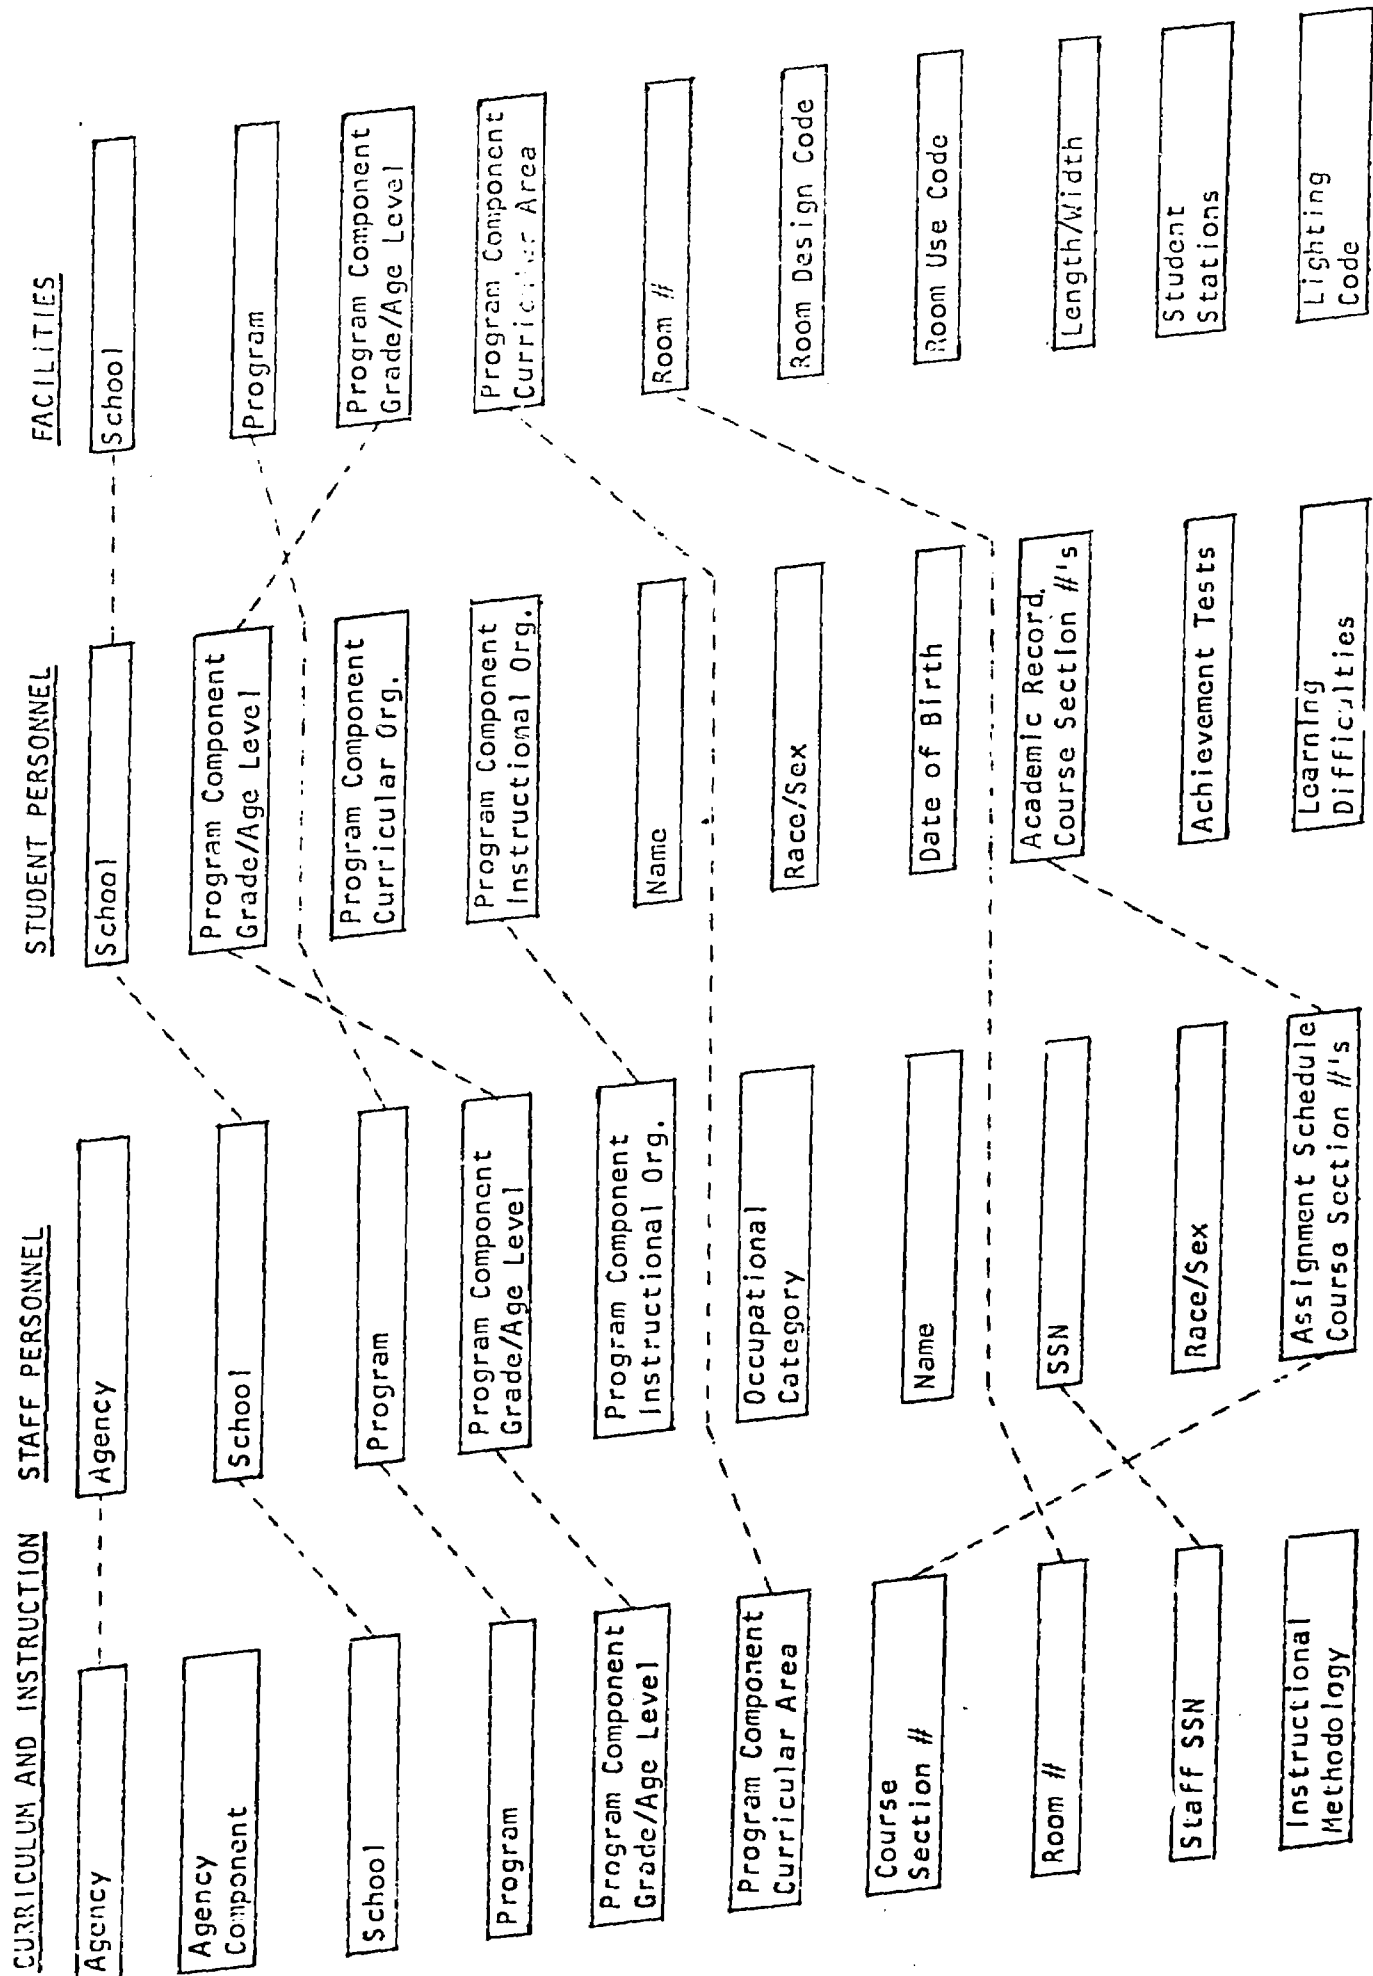 CURRICULUM AND INSTRUCTION
Agency
Agency
Component
School
Program
Program Component
Grade/Age Level
Program Component
Curricular Area
Course
Section #
Room #
Staff SSN
Instructional
Methodology
STAFF PERSONNEL
Agency
School
Program
Program Component
Grade/Age Level
Program Component
Instructional Org.
Occupational
Category
Name
SSN
Race/Sex
Assignment Schedule
Course Section #'s
STUDENT PERSONNEL
School
Program Component
Grade/Age Level
Program Component
Curricular Org.
Program Component
Instructional Org.
Name
Race/Sex
Date of Birth
Academic Record,
Course Section #'s
Achievement Tests
Learning
Difficulties
FACILITIES
School
Program
Program Component
Grade/Age Level
Program Component
Curricular Area
Room #
Room Design Code
Room Use Code
Length/Width
Student
Stations
Lighting
Code